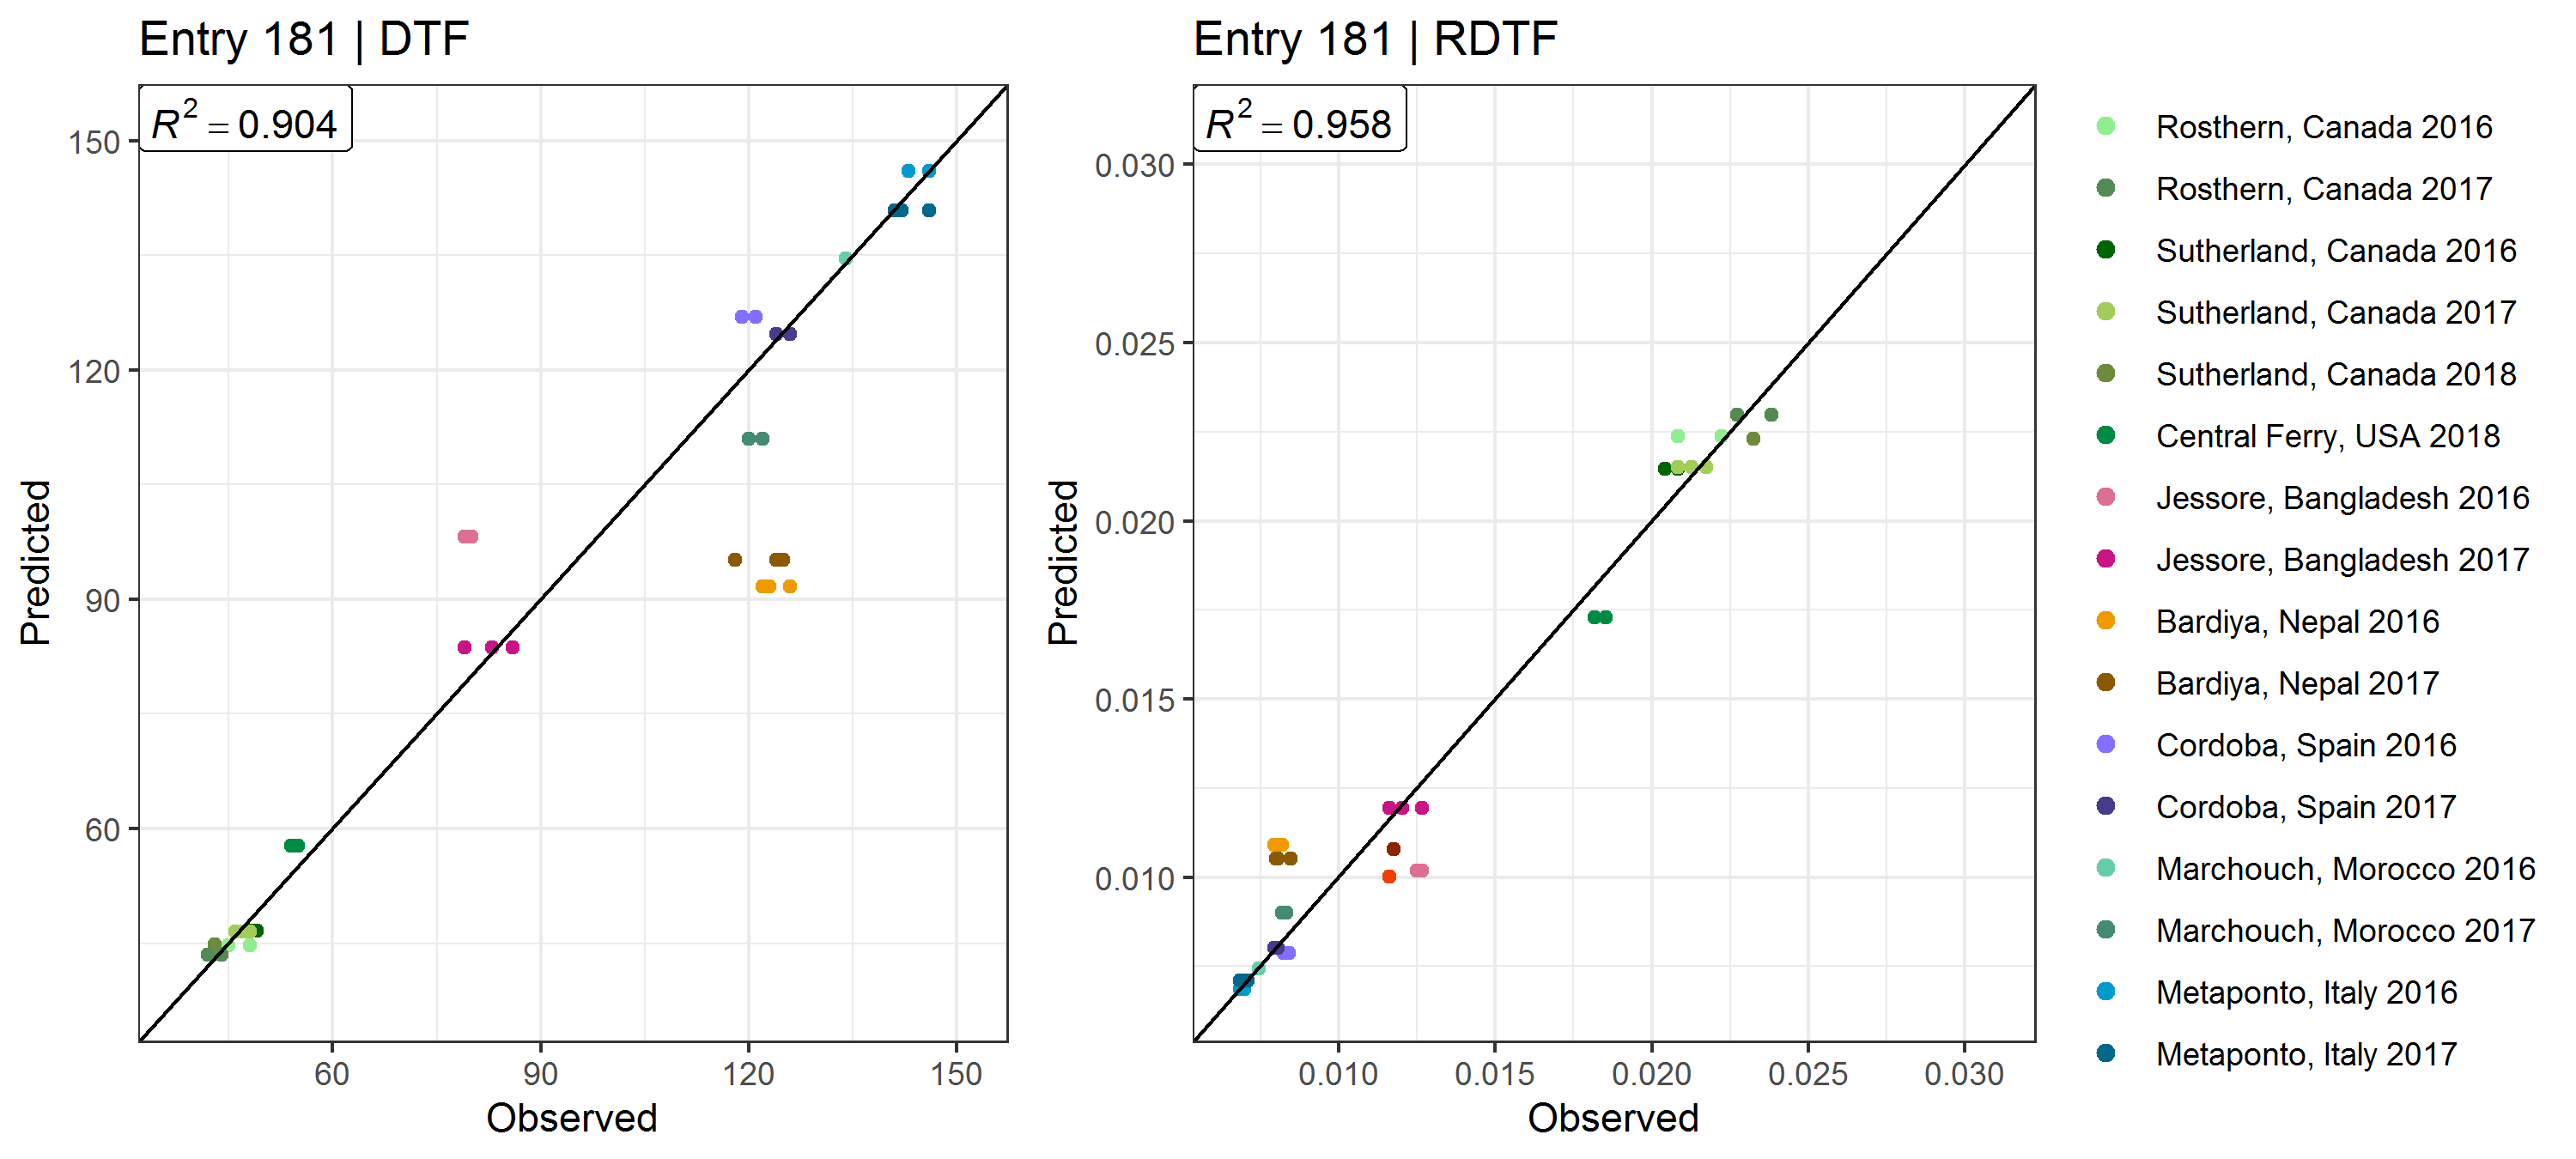 Entry 181 | DTF
R² = 0.904
150
120
90
60
Predicted
60 90 120 150
Observed
Entry 181 | RDTF
R² = 0.958
0.030
0.025
0.020
0.015
0.010
Predicted
0.010 0.015 0.020 0.025 0.030
Observed
Rosthern, Canada 2016
Rosthern, Canada 2017
Sutherland, Canada 2016
Sutherland, Canada 2017
Sutherland, Canada 2018
Central Ferry, USA 2018
Jessore, Bangladesh 2016
Jessore, Bangladesh 2017
Bardiya, Nepal 2016
Bardiya, Nepal 2017
Cordoba, Spain 2016
Cordoba, Spain 2017
Marchouch, Morocco 2016
Marchouch, Morocco 2017
Metaponto, Italy 2016
Metaponto, Italy 2017